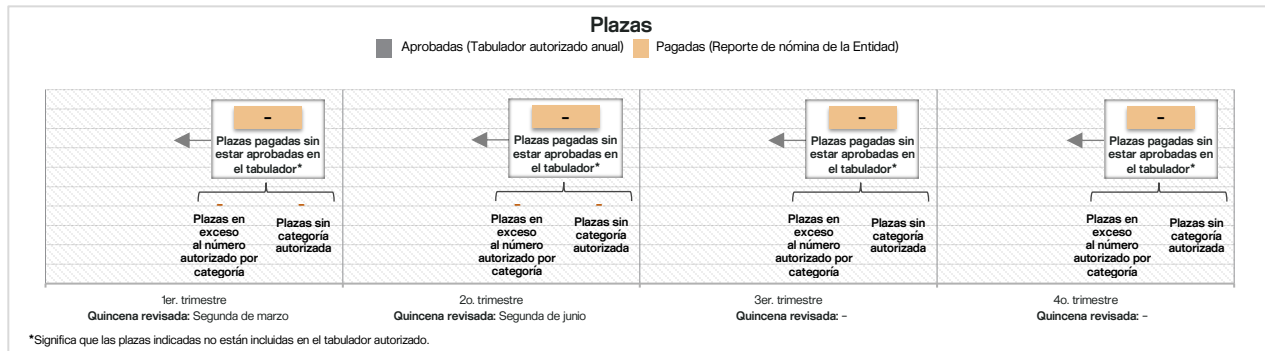 Plazas
Aprobadas (Tabulador autorizado anual) Pagadas (Reporte de nómina de la Entidad)
-
Plazas pagadas sin
estar aprobadas en
el tabulador*
Plazas en
exceso
al número
autorizado por
categoría
Plazas sin
categoría
autorizada
1er. trimestre
Quincena revisada: Segunda de marzo
-
Plazas pagadas sin
estar aprobadas en
el tabulador*
Plazas en
exceso
al número
autorizado por
categoría
Plazas sin
categoría
autorizada
2o. trimestre
Quincena revisada: Segunda de junio
-
Plazas pagadas sin
estar aprobadas en
el tabulador*
Plazas en
exceso
al número
autorizado por
categoría
Plazas sin
categoría
autorizada
3er. trimestre
Quincena revisada: -
-
Plazas pagadas sin
estar aprobadas en
el tabulador*
Plazas en
exceso
al número
autorizado por
categoría
Plazas sin
categoría
autorizada
4o. trimestre
Quincena revisada: -
*Significa que las plazas indicadas no están incluidas en el tabulador autorizado.